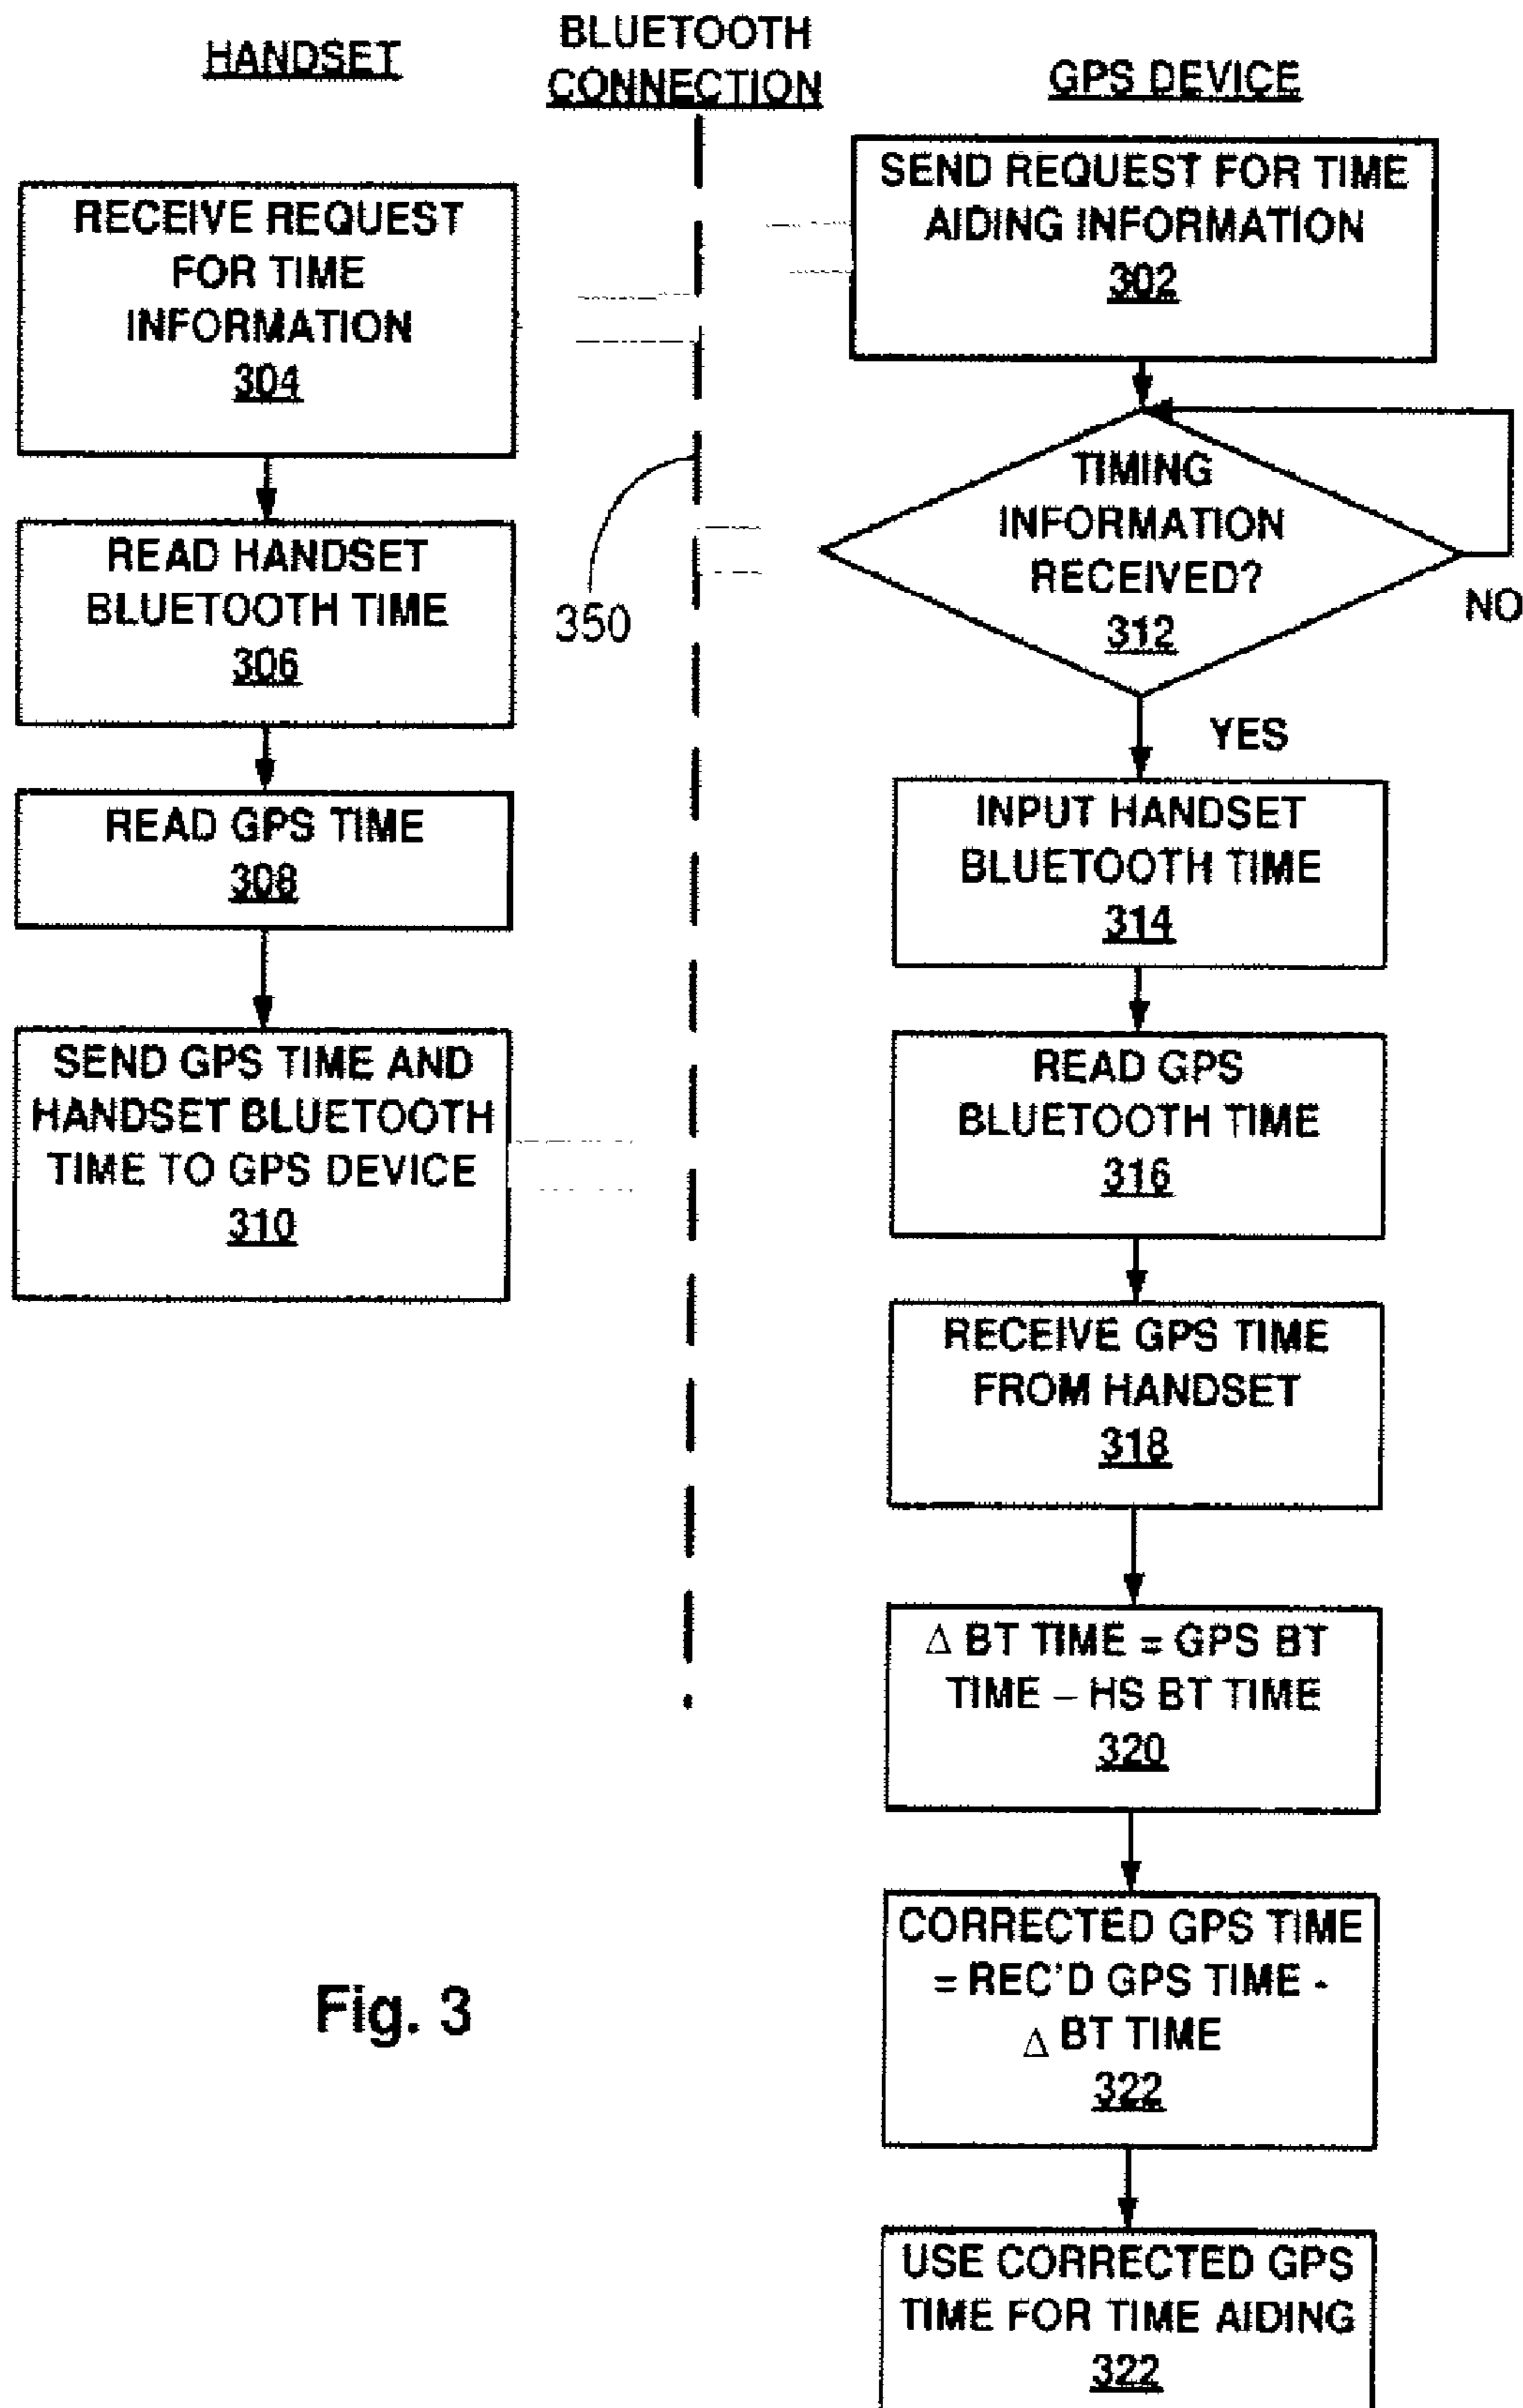 HANDSET
BLUETOOTH
CONNECTION
GPS DEVICE
RECEIVE REQUEST
FOR TIME
INFORMATION
304
READ HANDSET
BLUETOOTH TIME
306
READ GPS TIME
308
SEND GPS TIME AND
HANDSET BLUETOOTH
TIME TO GPS DEVICE
310
350
SEND REQUEST FOR TIME
AIDING INFORMATION
302
TIMING
INFORMATION
RECEIVED?
312
NO
YES
INPUT HANDSET
BLUETOOTH TIME
314
READ GPS
BLUETOOTH TIME
316
RECEIVE GPS TIME
FROM HANDSET
318
Δ BT TIME = GPS BT
TIME – HS BT TIME
320
CORRECTED GPS TIME
= REC'D GPS TIME -
Δ BT TIME
322
USE CORRECTED GPS
TIME FOR TIME AIDING
322
Fig. 3